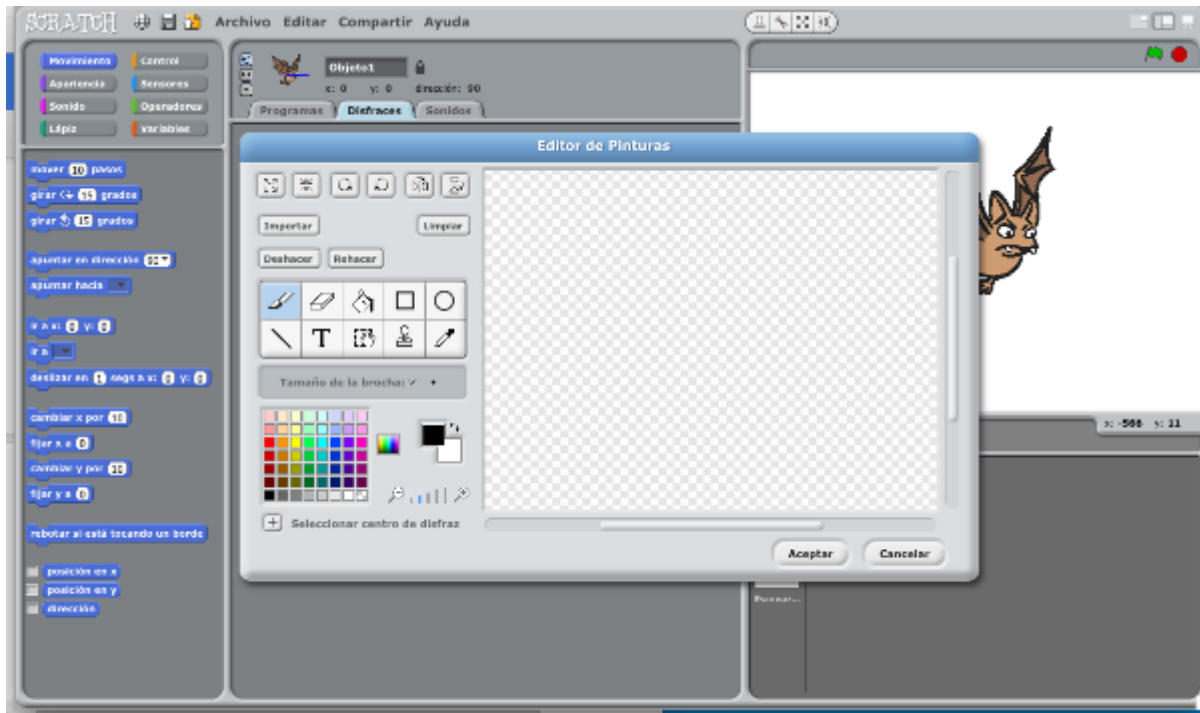 SCRATCH Archivo Editar Compartir Ayuda
Movimiento Control
Apariencia Sensores
Sonido Operadores
Lápiz Variables
Objeto1
x: 0 y: 0 dirección: 90
Programas Disfraces Sonidos
mover 10 pasos
girar 15 grados
girar 15 grados
apuntar en dirección 90
apuntar hacia
ir a x: 0 y: 0
ir a
deslizar en 1 segs a x: 0 y: 0
cambiar x por 10
fijar x a 0
cambiar y por 10
fijar y a 0
rebotar si está tocando un borde
posición en x
posición en y
dirección
Editor de Pinturas
Importar Limpiar
Deshacer Rehacer
T
Tamaño de la brocha:
Seleccionar centro de disfraz
Aceptar Cancelar
x: -566 y: 11